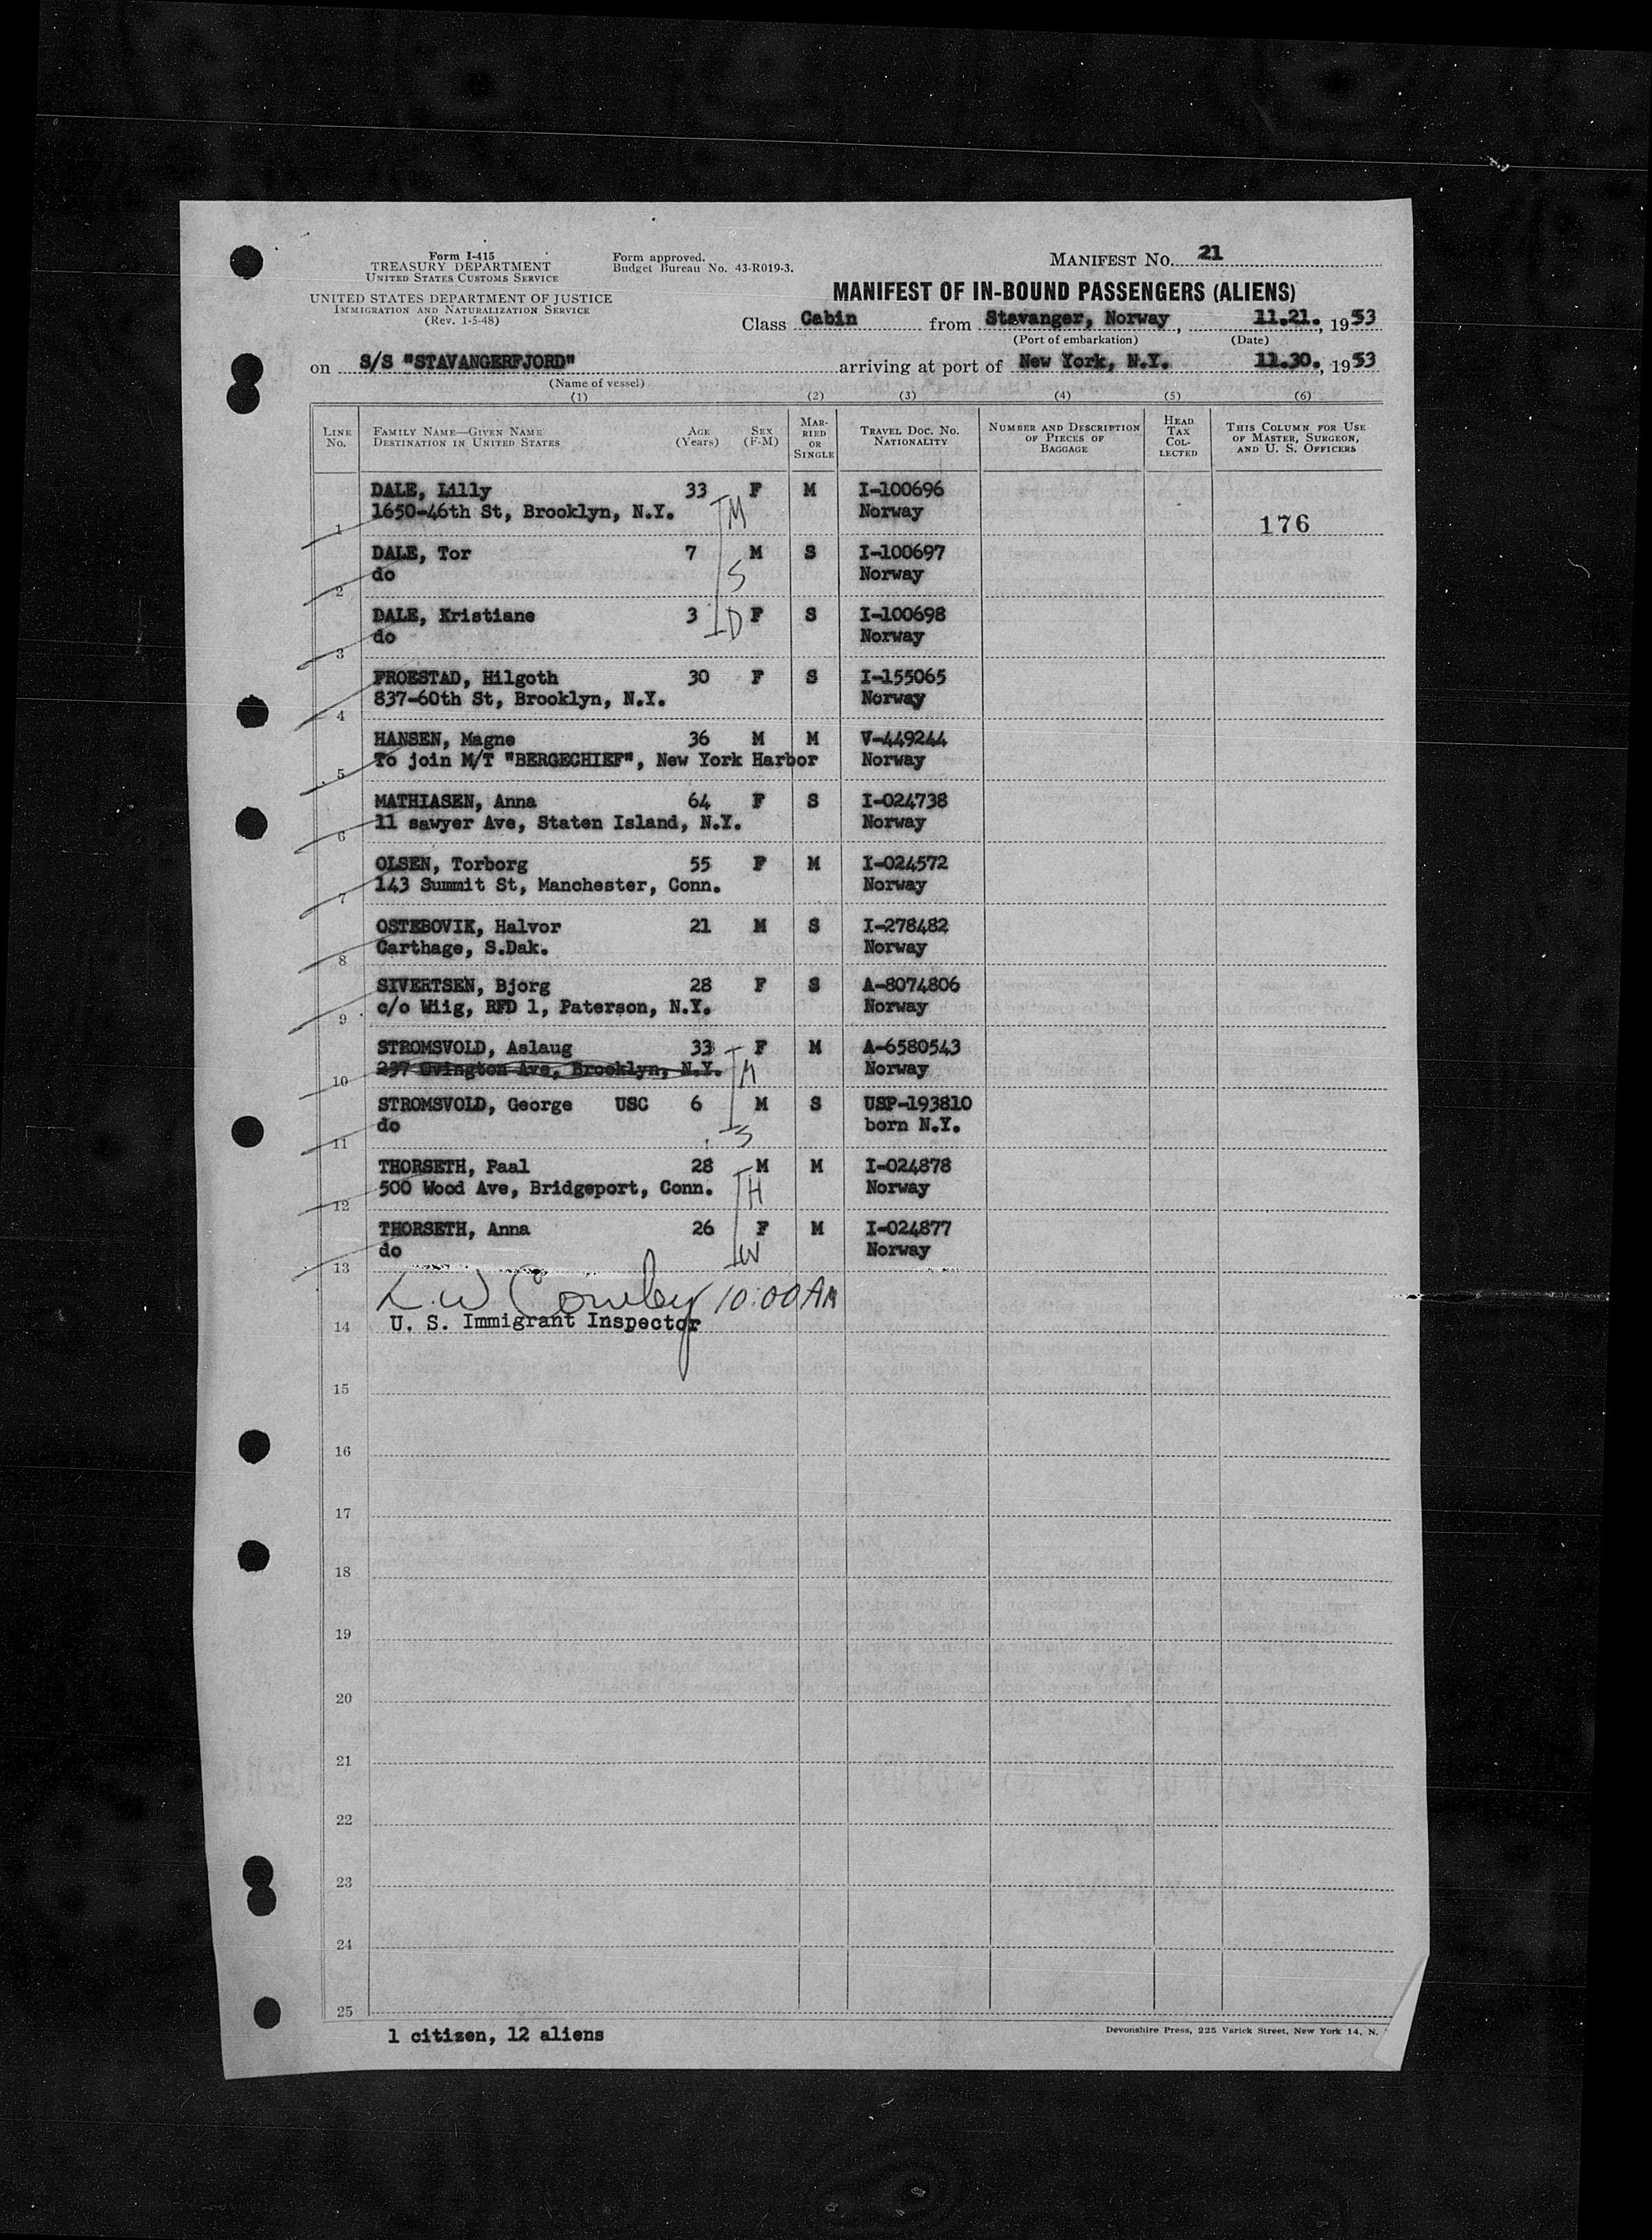 Form I-415
TREASURY DEPARTMENT
UNITED STATES CUSTOMS SERVICE
UNITED STATES DEPARTMENT OF JUSTICE
IMMIGRATION AND NATURALIZATION SERVICE
(Rev. 1-5-48)
Form approved.
Budget Bureau No. 43-R019-3.
MANIFEST NO. 21
MANIFEST OF IN-BOUND PASSENGERS (ALIENS)
Class Cabin from Stavanger, Norway, 11.21., 1953
(Port of embarkation) (Date)
on S/S "STAVANGERFJORD" arriving at port of New York, N.Y. 11.30., 1953
(Name of vessel)
(1) (2) (3) (4) (5) (6)
LINE NO. FAMILY NAME—GIVEN NAME DESTINATION IN UNITED STATES AGE (Years) SEX (F-M) MARRIED OR SINGLE TRAVEL DOC. NO. NATIONALITY NUMBER AND DESCRIPTION OF PIECES OF BAGGAGE HEAD TAX COLLECTED THIS COLUMN FOR USE OF MASTER, SURGEON, AND U. S. OFFICERS
DALE, Lilly 33 F M I-100696
1 1650-46th St, Brooklyn, N.Y. M Norway 176
DALE, Tor 7 M S I-100697
2 do S Norway
DALE, Kristiane 3 D F S I-100698
3 do Norway
FROESTAD, Hilgoth 30 F S I-155065
4 837-60th St, Brooklyn, N.Y. Norway
HANSEN, Magne 36 M M V-449244
5 To join M/T "BERGECHIEF", New York Harbor Norway
MATHIASEN, Anna 64 F S I-024738
6 11 sawyer Ave, Staten Island, N.Y. Norway
OLSEN, Torborg 55 F M I-024572
7 143 Summit St, Manchester, Conn. Norway
OSTEBOVIK, Halvor 21 M S I-278482
8 Carthage, S.Dak. Norway
SIVERTSEN, Bjorg 28 F S A-8074806
9 c/o Wiig, RFD 1, Paterson, N.Y. Norway
STROMSVOLD, Aslaug 33 F M A-6580543
10 237 Ovington Ave, Brooklyn, N.Y. M Norway
STROMSVOLD, George USC 6 M S USP-193810
11 do S born N.Y.
THORSETH, Paal 28 M M I-024878
12 500 Wood Ave, Bridgeport, Conn. H Norway
THORSETH, Anna 26 F M I-024877
13 do W Norway
L. W. Cowley 10:00 AM
14 U. S. Immigrant Inspector
15
16
17
18
19
20
21
22
23
24
25
1 citizen, 12 aliens
Devonshire Press, 225 Varick Street, New York 14, N.